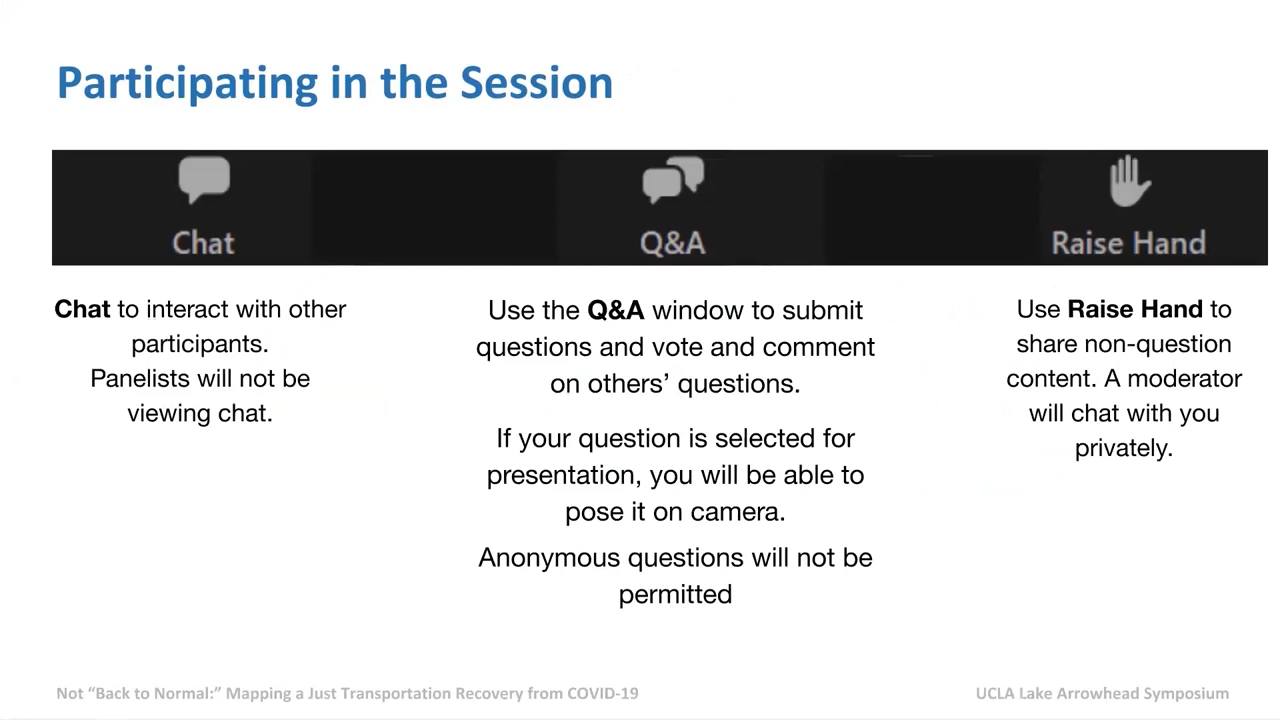 Participating in the Session
Chat
Q&A
Raise Hand
Chat to interact with other
participants.
Panelists will not be
viewing chat.
Use the Q&A window to submit
questions and vote and comment
on others’ questions.
If your question is selected for
presentation, you will be able to
pose it on camera.
Anonymous questions will not be
permitted
Use Raise Hand to
share non-question
content. A moderator
will chat with you
privately.
Not “Back to Normal:” Mapping a Just Transportation Recovery from COVID-19
UCLA Lake Arrowhead Symposium